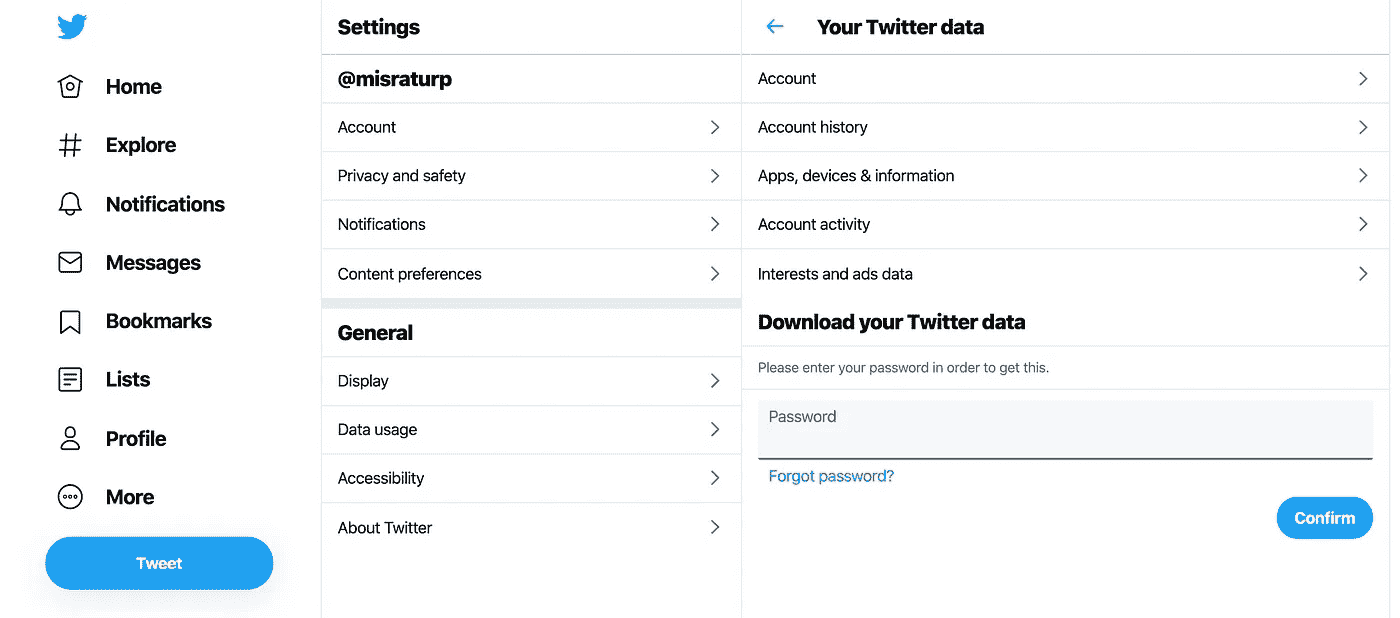 Home
Explore
Notifications
Messages
Bookmarks
Lists
Profile
More
Tweet
Settings
@misraturp
Account
Privacy and safety
Notifications
Content preferences
General
Display
Data usage
Accessibility
About Twitter
Your Twitter data
Account
Account history
Apps, devices & information
Account activity
Interests and ads data
Download your Twitter data
Please enter your password in order to get this.
Password
Forgot password?
Confirm